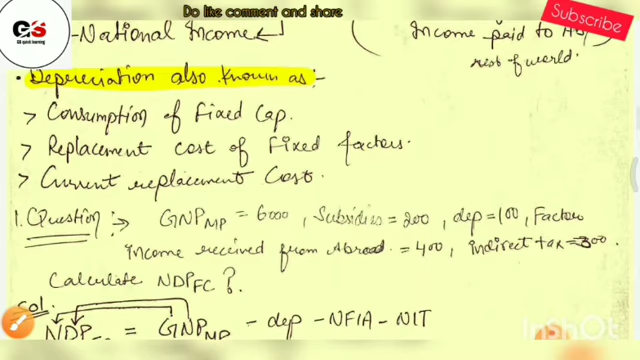 Do like comment and share
Subscribe
GS
GS quick learning
-National Income
( Income paid to
rest of world.
• Depreciation also known as :-
> Consumption of Fixed Cap.
> Replacement cost of Fixed factors.
> Current replacement Cost.
1. Question :→ GNPMP = 6000, Subsidies = 200, dep = 100, Factor
income received from Abroad = 400, indirect tax = 300.
Calculate NDPFC ?
Sol.
NDP = GNPMP - dep - NFIA - NIT
InShOt